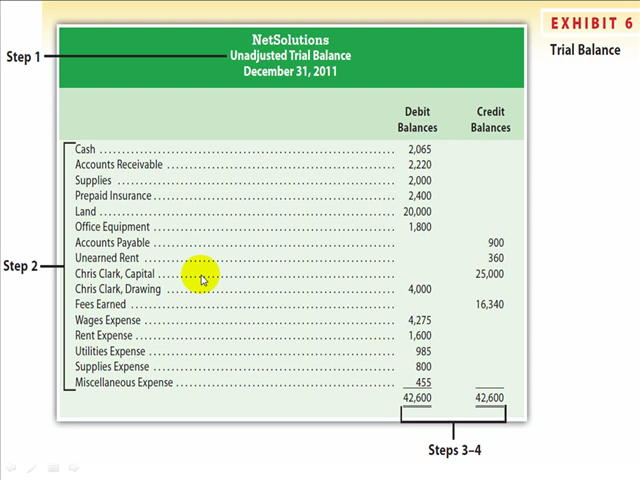 EXHIBIT 6
Trial Balance
Step 1
NetSolutions
Unadjusted Trial Balance
December 31, 2011
Debit Balances Credit Balances
Cash 2,065
Accounts Receivable 2,220
Supplies 2,000
Prepaid Insurance 2,400
Land 20,000
Office Equipment 1,800
Accounts Payable 900
Unearned Rent 360
Step 2
Chris Clark, Capital 25,000
Chris Clark, Drawing 4,000
Fees Earned 16,340
Wages Expense 4,275
Rent Expense 1,600
Utilities Expense 985
Supplies Expense 800
Miscellaneous Expense 455
42,600 42,600
Steps 3–4